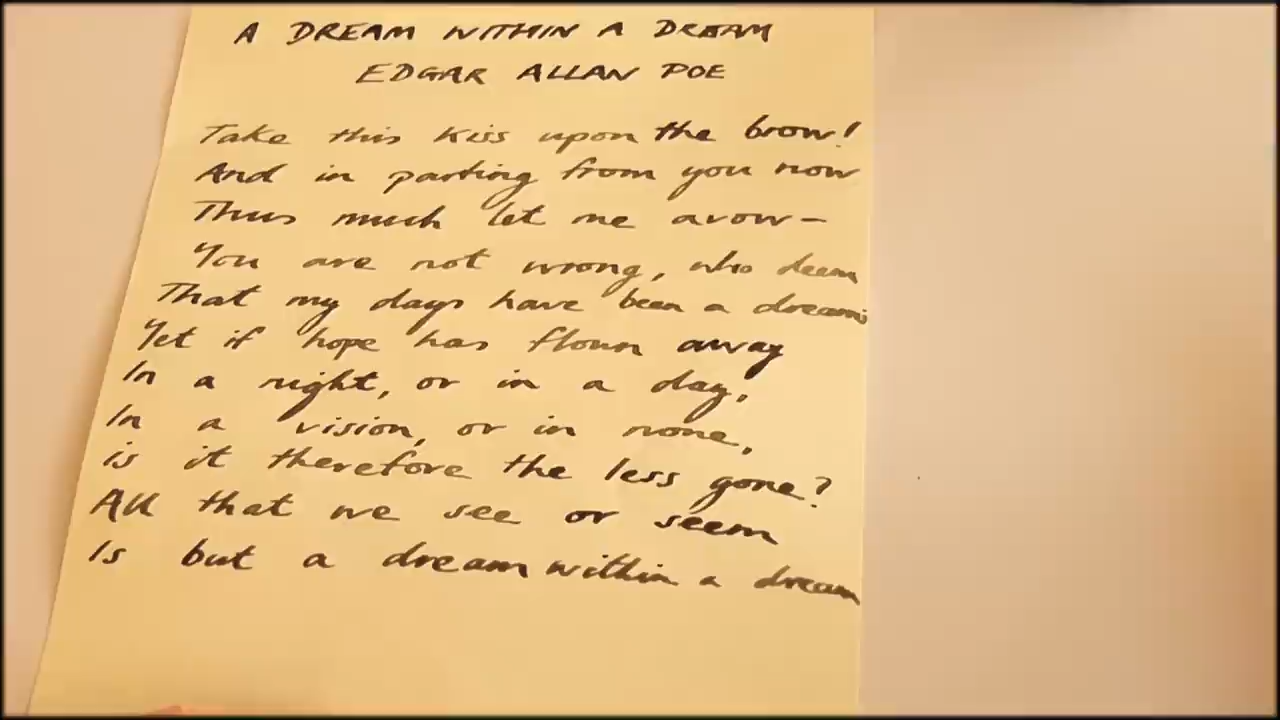 A DREAM WITHIN A DREAM
EDGAR ALLAN POE
Take this kiss upon the brow!
And in parting from you now
Thus much let me avow-
You are not wrong, who deem
That my days have been a dream;
Yet if hope has flown away
In a night, or in a day,
In a vision, or in none,
is it therefore the less gone?
All that we see or seem
Is but a dream within a dream